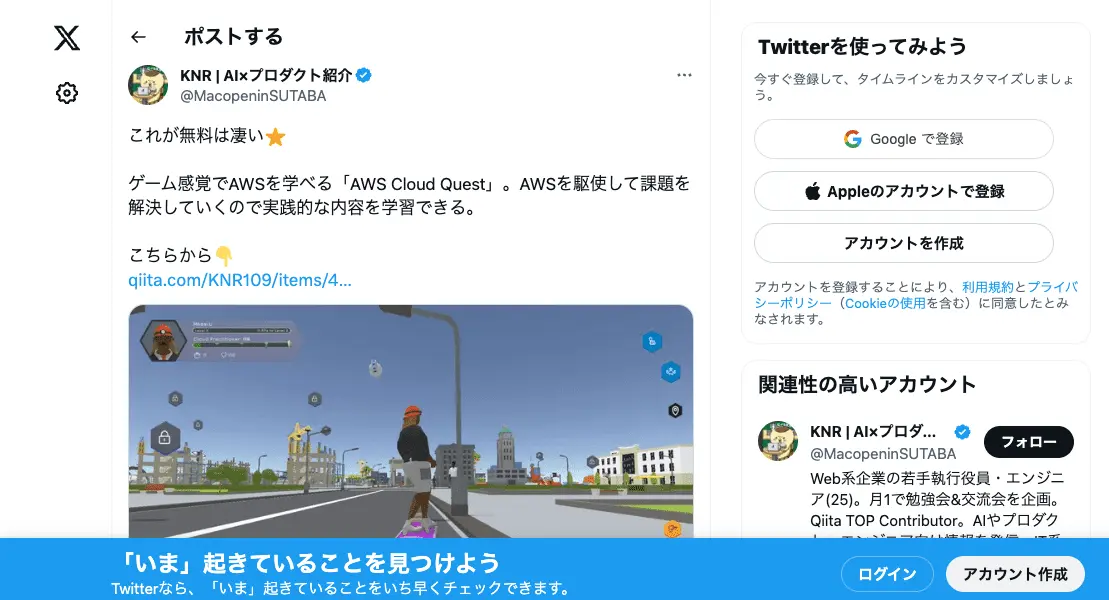 ポストする
KNR | AI×プロダクト紹介
@MacopeninSUTABA
これが無料は凄い⭐
ゲーム感覚でAWSを学べる「AWS Cloud Quest」。AWSを駆使して課題を
解決していくので実践的な内容を学習できる。
こちらから👇
qiita.com/KNR109/items/4...
Twitterを使ってみよう
今すぐ登録して、タイムラインをカスタマイズしましょ
う。
Google で登録
Appleのアカウントで登録
アカウントを作成
アカウントを登録することにより、利用規約とプライバ
シーポリシー（Cookieの使用を含む）に同意したとみ
なされます。
関連性の高いアカウント
KNR | AI×プロダ...
@MacopeninSUTABA
フォロー
Web系企業の若手執行役員・エンジニ
ア(25)。月1で勉強会&交流会を企画。
Qiita TOP Contributor。AIやプロダク
「いま」起きていることを見つけよう
Twitterなら、「いま」起きていることをいち早くチェックできます。
ログイン
アカウント作成